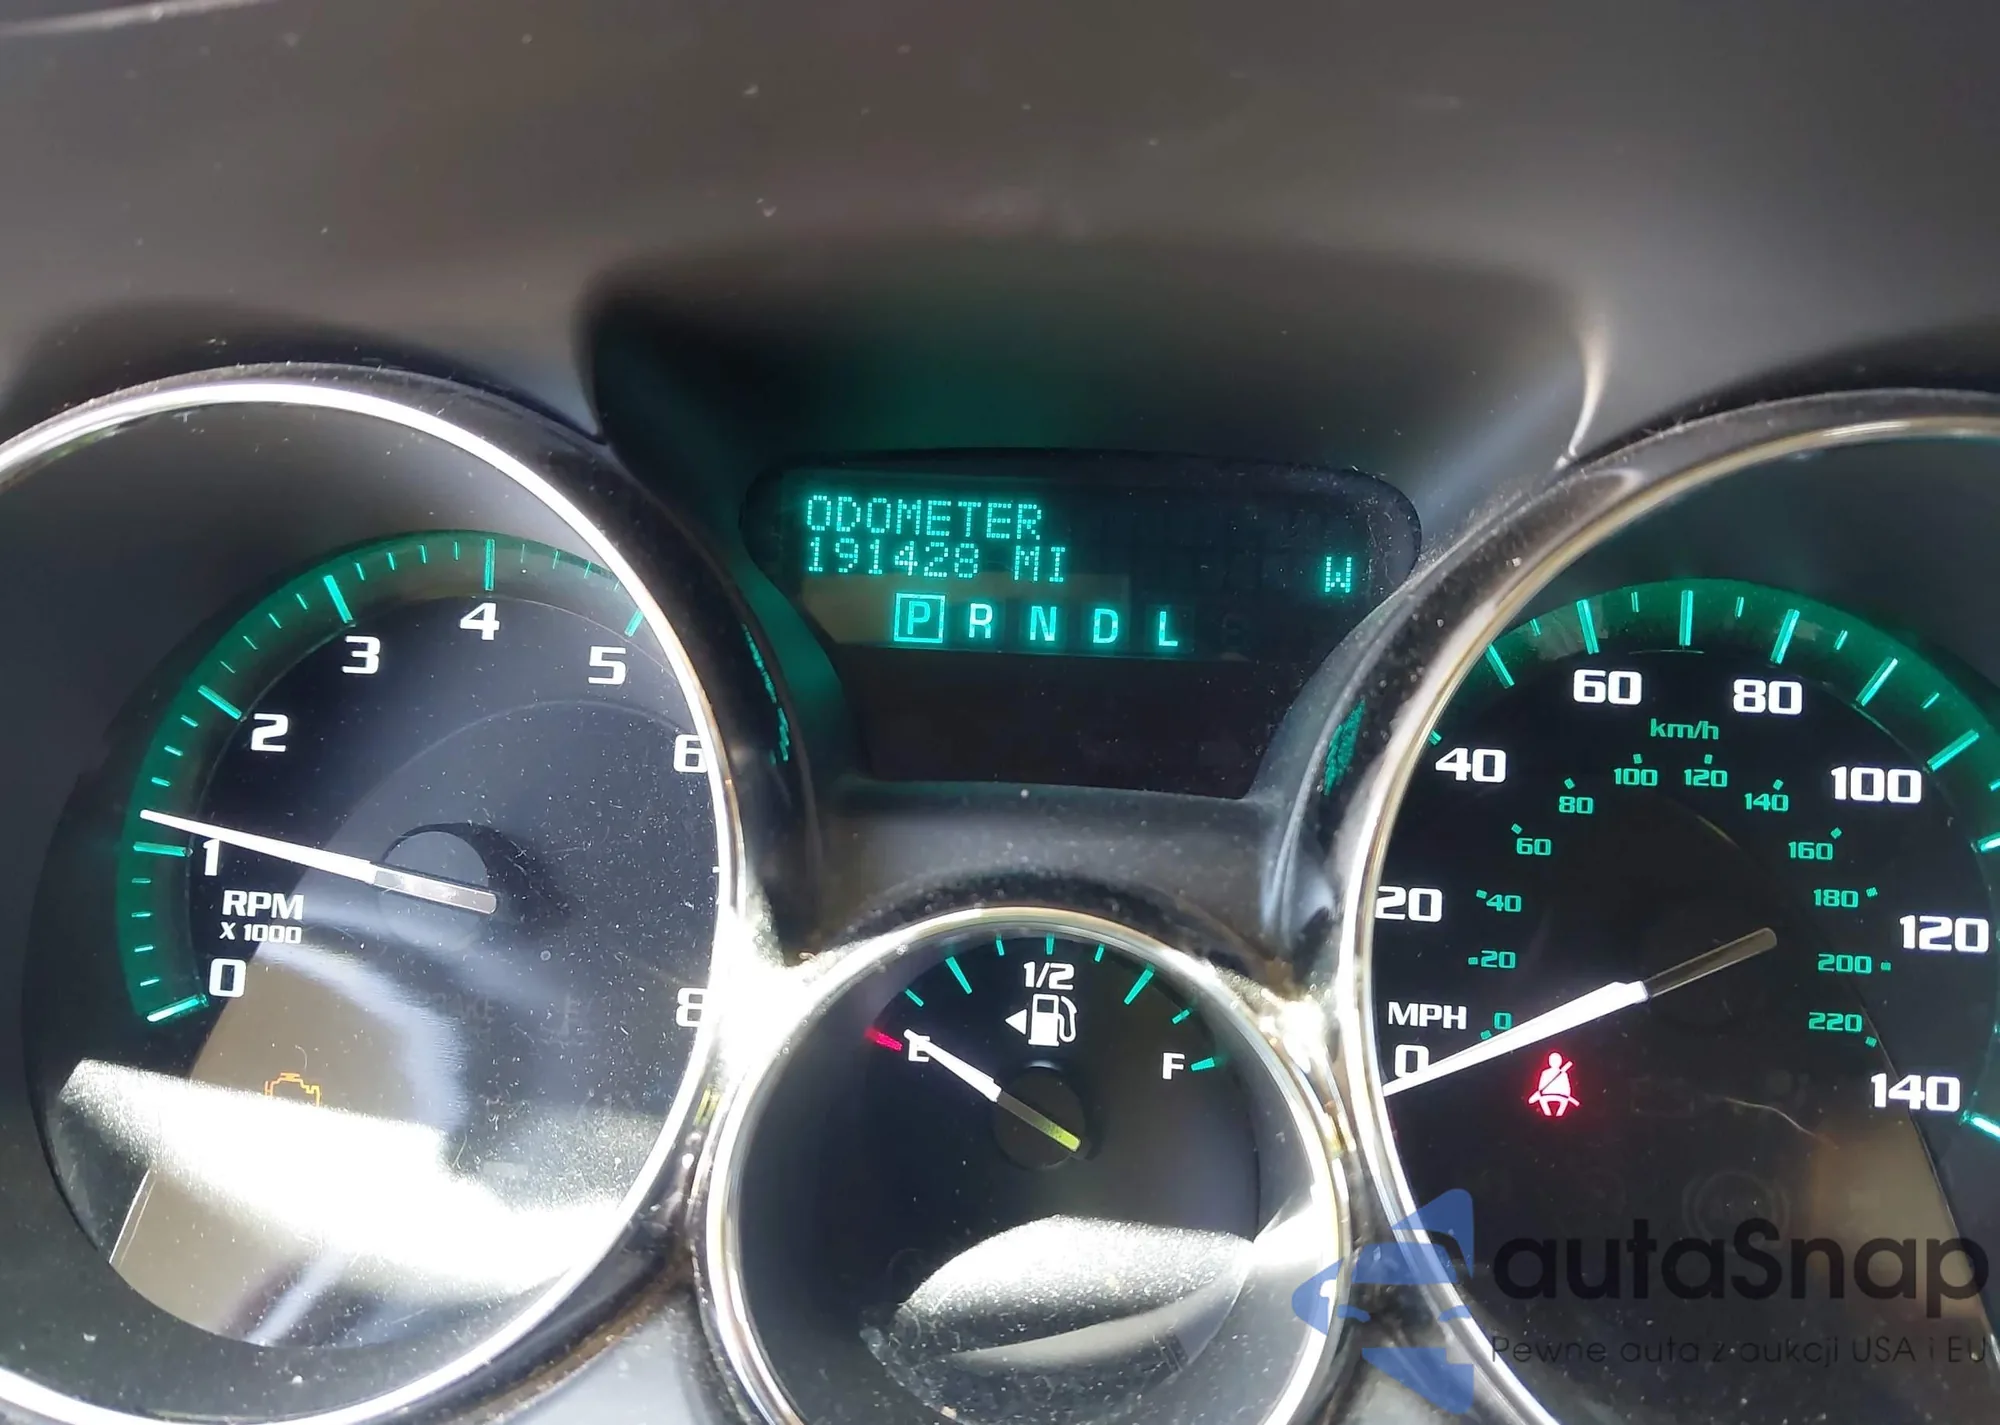 ODOMETER
191428 MI
W
P R N D L
0
1
2
3
4
5
6
8
RPM
X 1000
E
1/2
F
MPH
0
20
40
60
80
100
120
140
km/h
0
20
40
60
80
100
120
140
160
180
200
220
autaSnap
Pewne auta z aukcji USA i EU